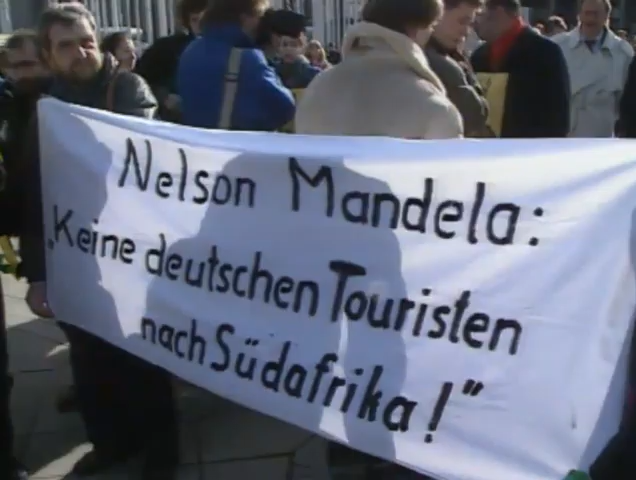 Nelson Mandela:
„Keine deutschen Touristen
nach Südafrika!"